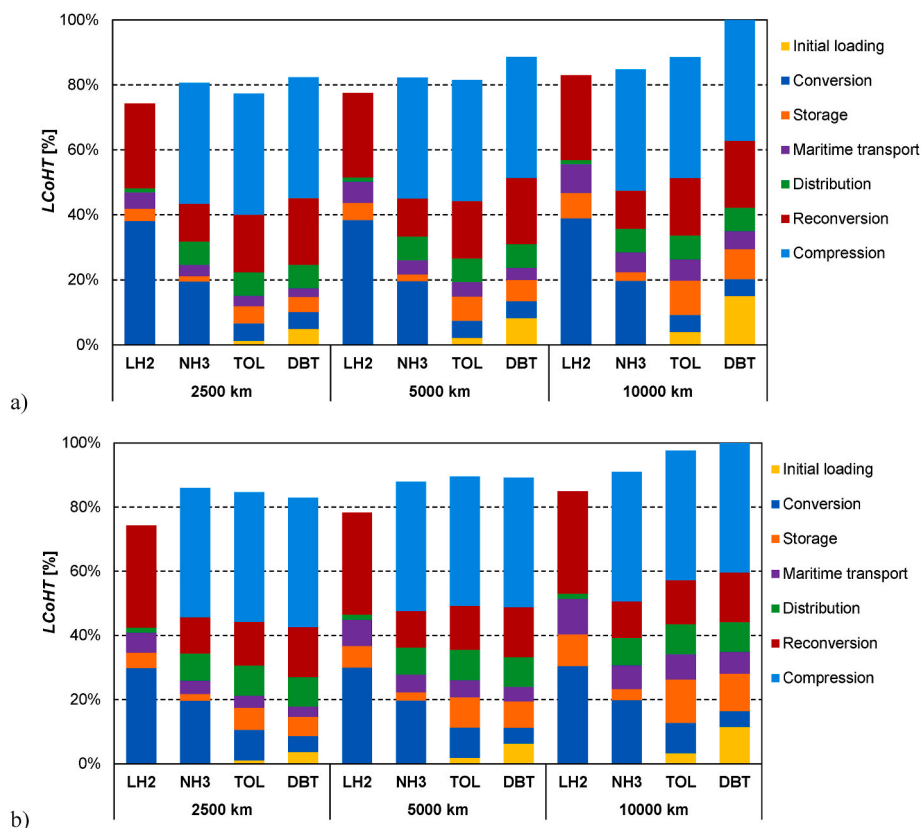 100%
80%
60%
40%
20%
0%
LCoHT [%]
LH2 NH3 TOL DBT LH2 NH3 TOL DBT LH2 NH3 TOL DBT
2500 km 5000 km 10000 km
Initial loading
Conversion
Storage
Maritime transport
Distribution
Reconversion
Compression
a)
100%
80%
60%
40%
20%
0%
LCoHT [%]
LH2 NH3 TOL DBT LH2 NH3 TOL DBT LH2 NH3 TOL DBT
2500 km 5000 km 10000 km
Initial loading
Conversion
Storage
Maritime transport
Distribution
Reconversion
Compression
b)